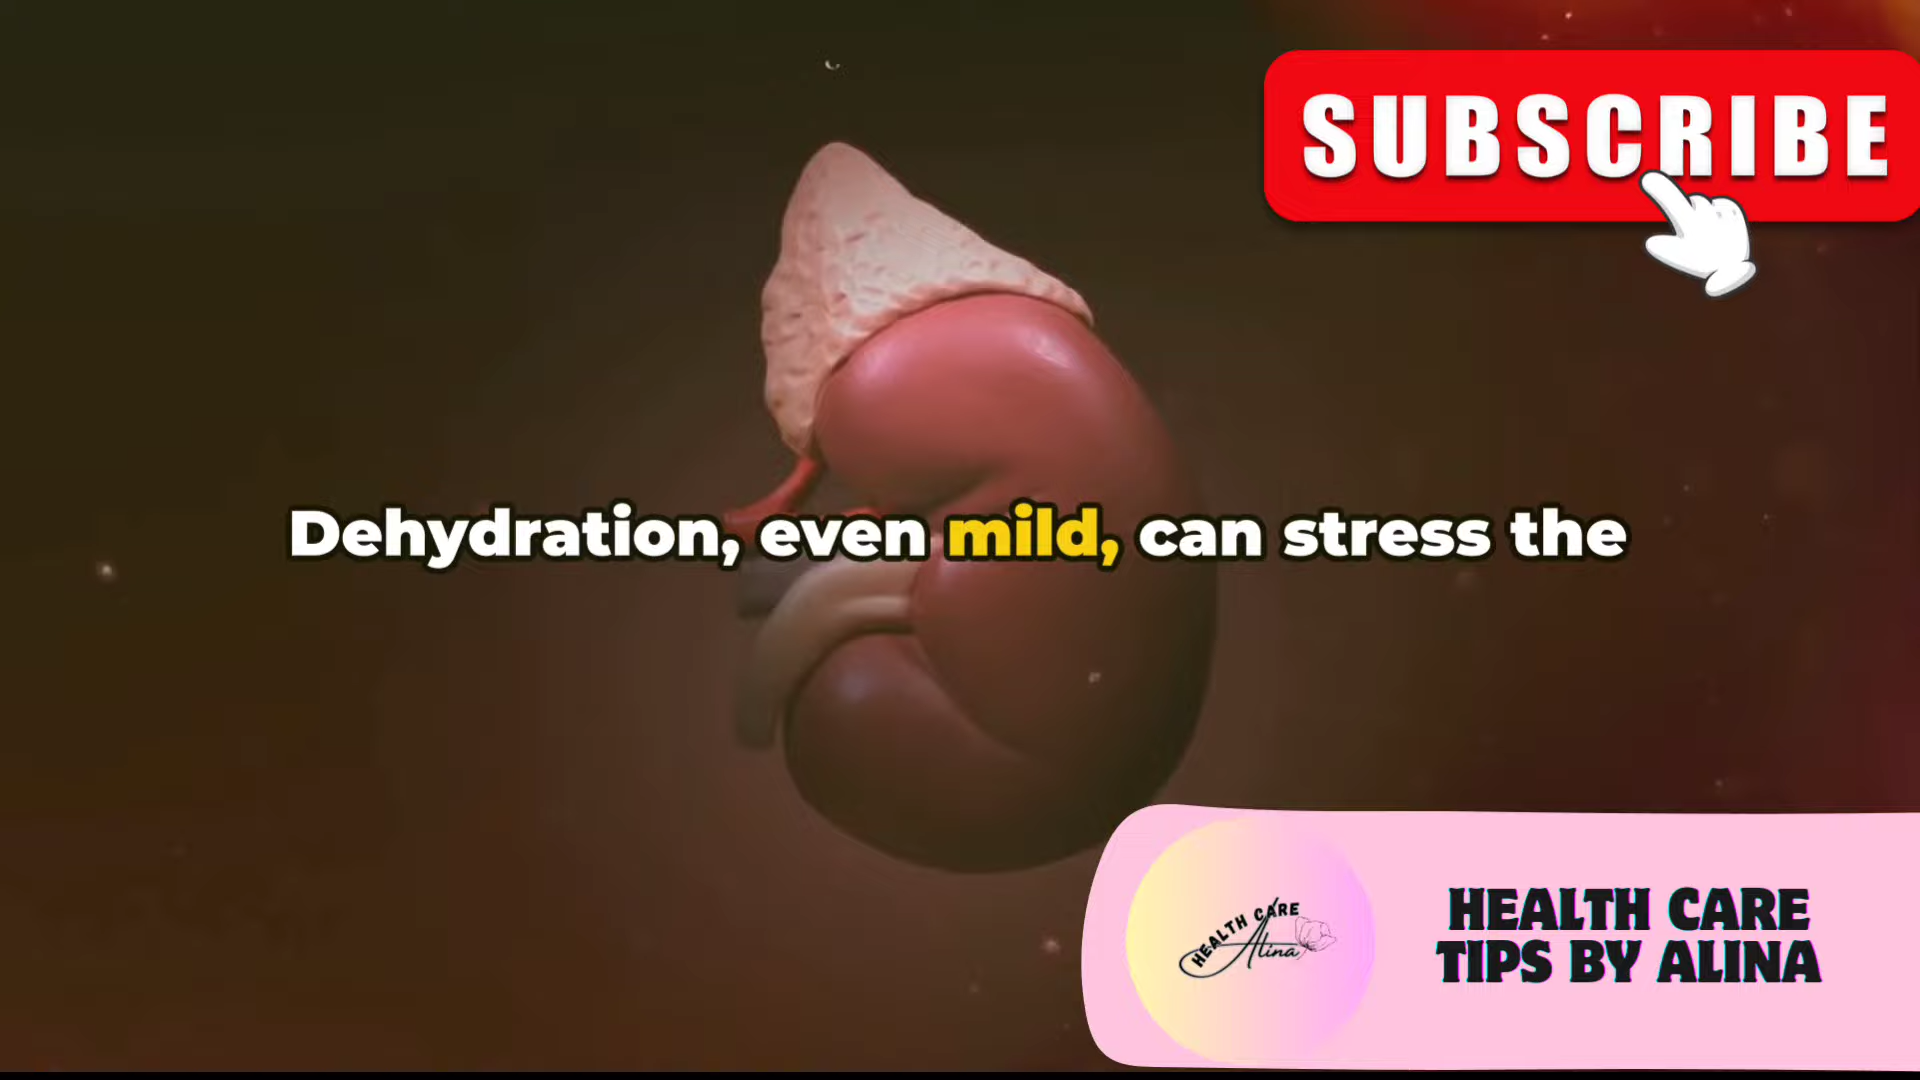 SUBSCRIBE
Dehydration, even mild, can stress the
HEALTH CARE
Alina
HEALTH CARE
TIPS BY ALINA